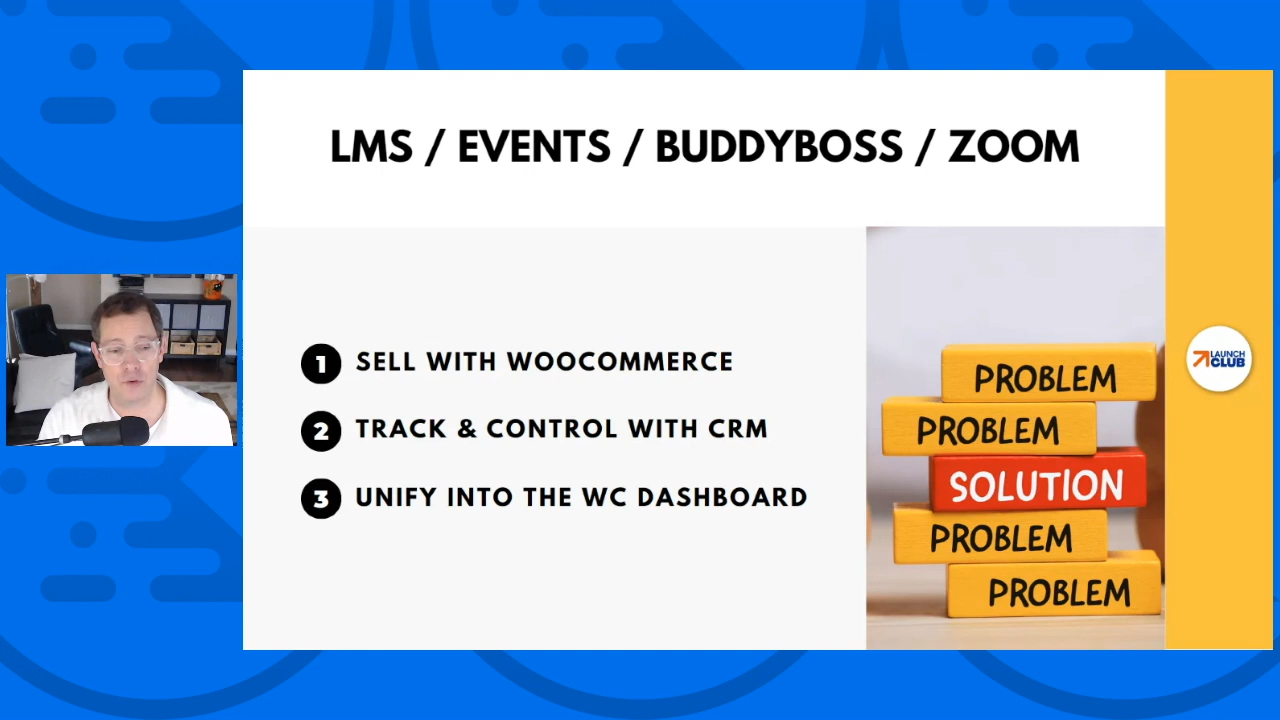 LMS / EVENTS / BUDDYBOSS / ZOOM
1 SELL WITH WOOCOMMERCE
2 TRACK & CONTROL WITH CRM
3 UNIFY INTO THE WC DASHBOARD
PROBLEM
PROBLEM
SOLUTION
PROBLEM
PROBLEM
LAUNCH
CLUB